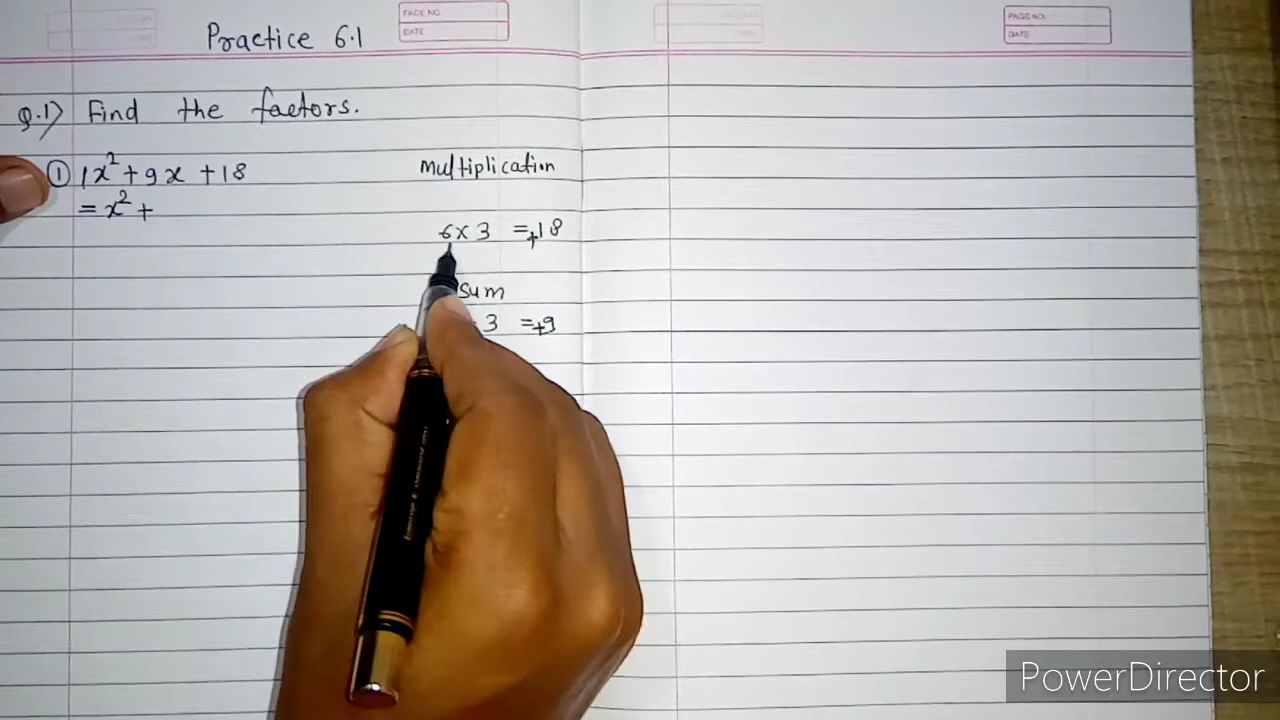 PAGE NO.
DATE
PAGE NO.
DATE
Practice 6.1
Q.1) Find the factors.
① 1x² + 9x + 18
= x² +
Multiplication
6 x 3 = +18
sum
3 = +9
PowerDirector